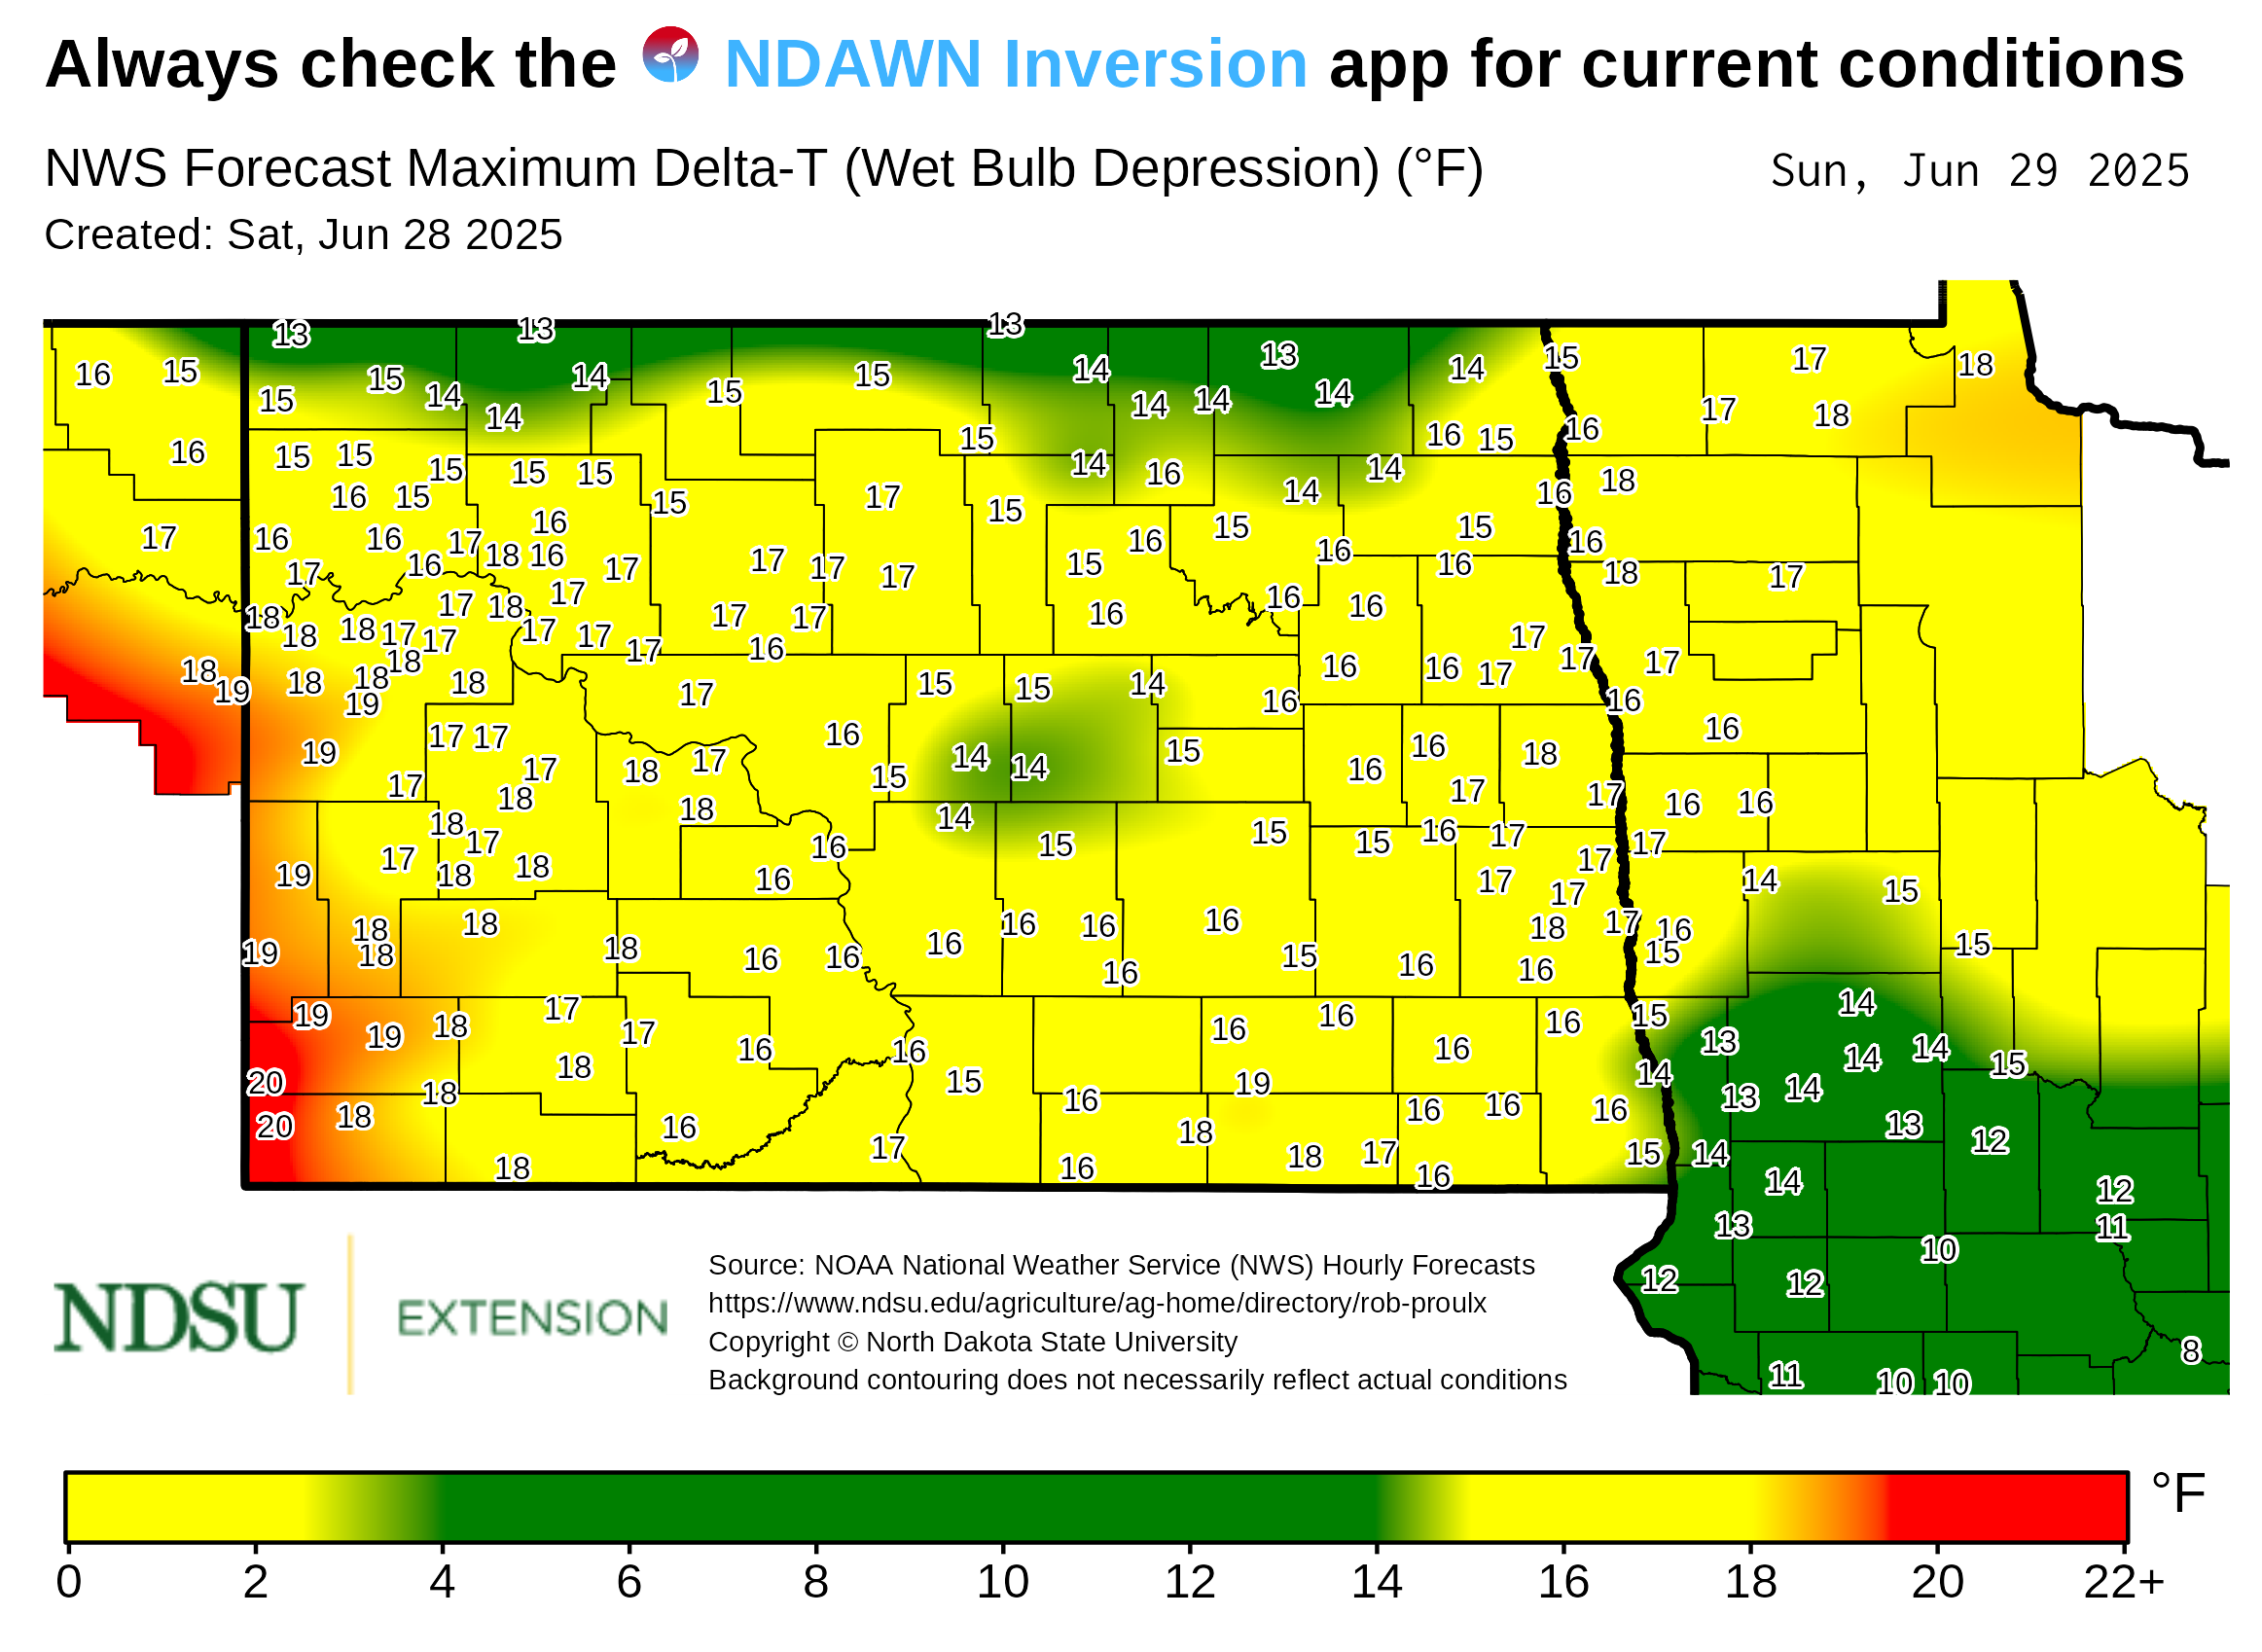 Always check the NDAWN Inversion app for current conditions
NWS Forecast Maximum Delta-T (Wet Bulb Depression) (°F)
Sun, Jun 29 2025
Created: Sat, Jun 28 2025
13 13 13
16 15 15 14 14 15 15 14 13 14 15 17 18
15 14 15 14 14 14 17 18
16 15 15 15 15 15 15 14 16 14 16 15 16
16 15 15 17 15 14 16 18
17 16 16 17 16 15 15 16
17 16 18 16 17 17 17 17 15 16 16 16 18 17
18 17 18 17 17 17 16 16 16
18 18 17 17 17 17 17 16 17 17 17
18 19 18 18 18 18 17 15 15 14 16 16 17
19 16 16
19 17 17 17 18 17 16 14 14 15 16 16 18
17 18 18 15 17 17 16 16
18 17 16 14 15 15 15 16 17 17
19 17 18 18 16 17 17 17 14 15
18 18 18 16 16 16 18 17 16
19 18 16 16 16 16 15 16 16 15 15
19 19 18 17 17 16 16 16 16 16 16 15 13 14
20 18 18 15 19 14 14 14 15
20 18 16 16 18 16 16 16 13 14 13 12
18 17 16 18 17 16 15 14 14 12
13 11
12 12 10
8
11 10 10
NDSU EXTENSION
Source: NOAA National Weather Service (NWS) Hourly Forecasts
https://www.ndsu.edu/agriculture/ag-home/directory/rob-proulx
Copyright © North Dakota State University
Background contouring does not necessarily reflect actual conditions
°F
0 2 4 6 8 10 12 14 16 18 20 22+